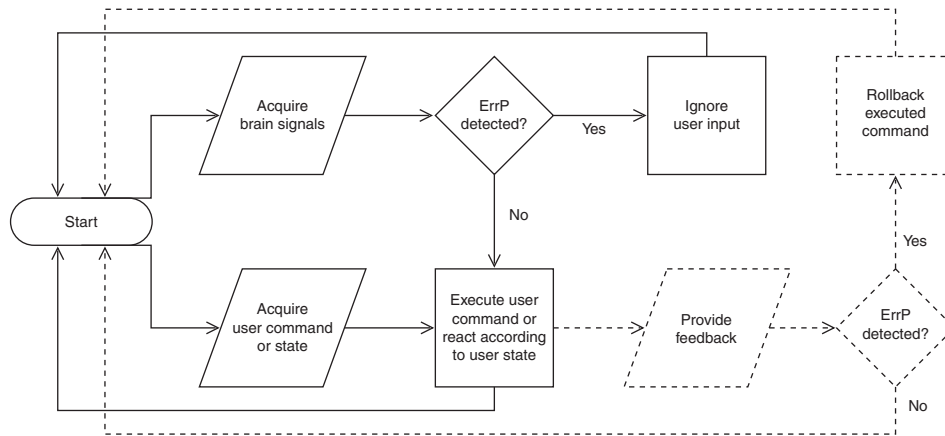 Acquire
brain signals
ErrP
detected?
Yes
Ignore
user input
Rollback
executed
command
Start
No
Yes
Acquire
user command
or state
Execute user
command or
react according
to user state
Provide
feedback
ErrP
detected?
No